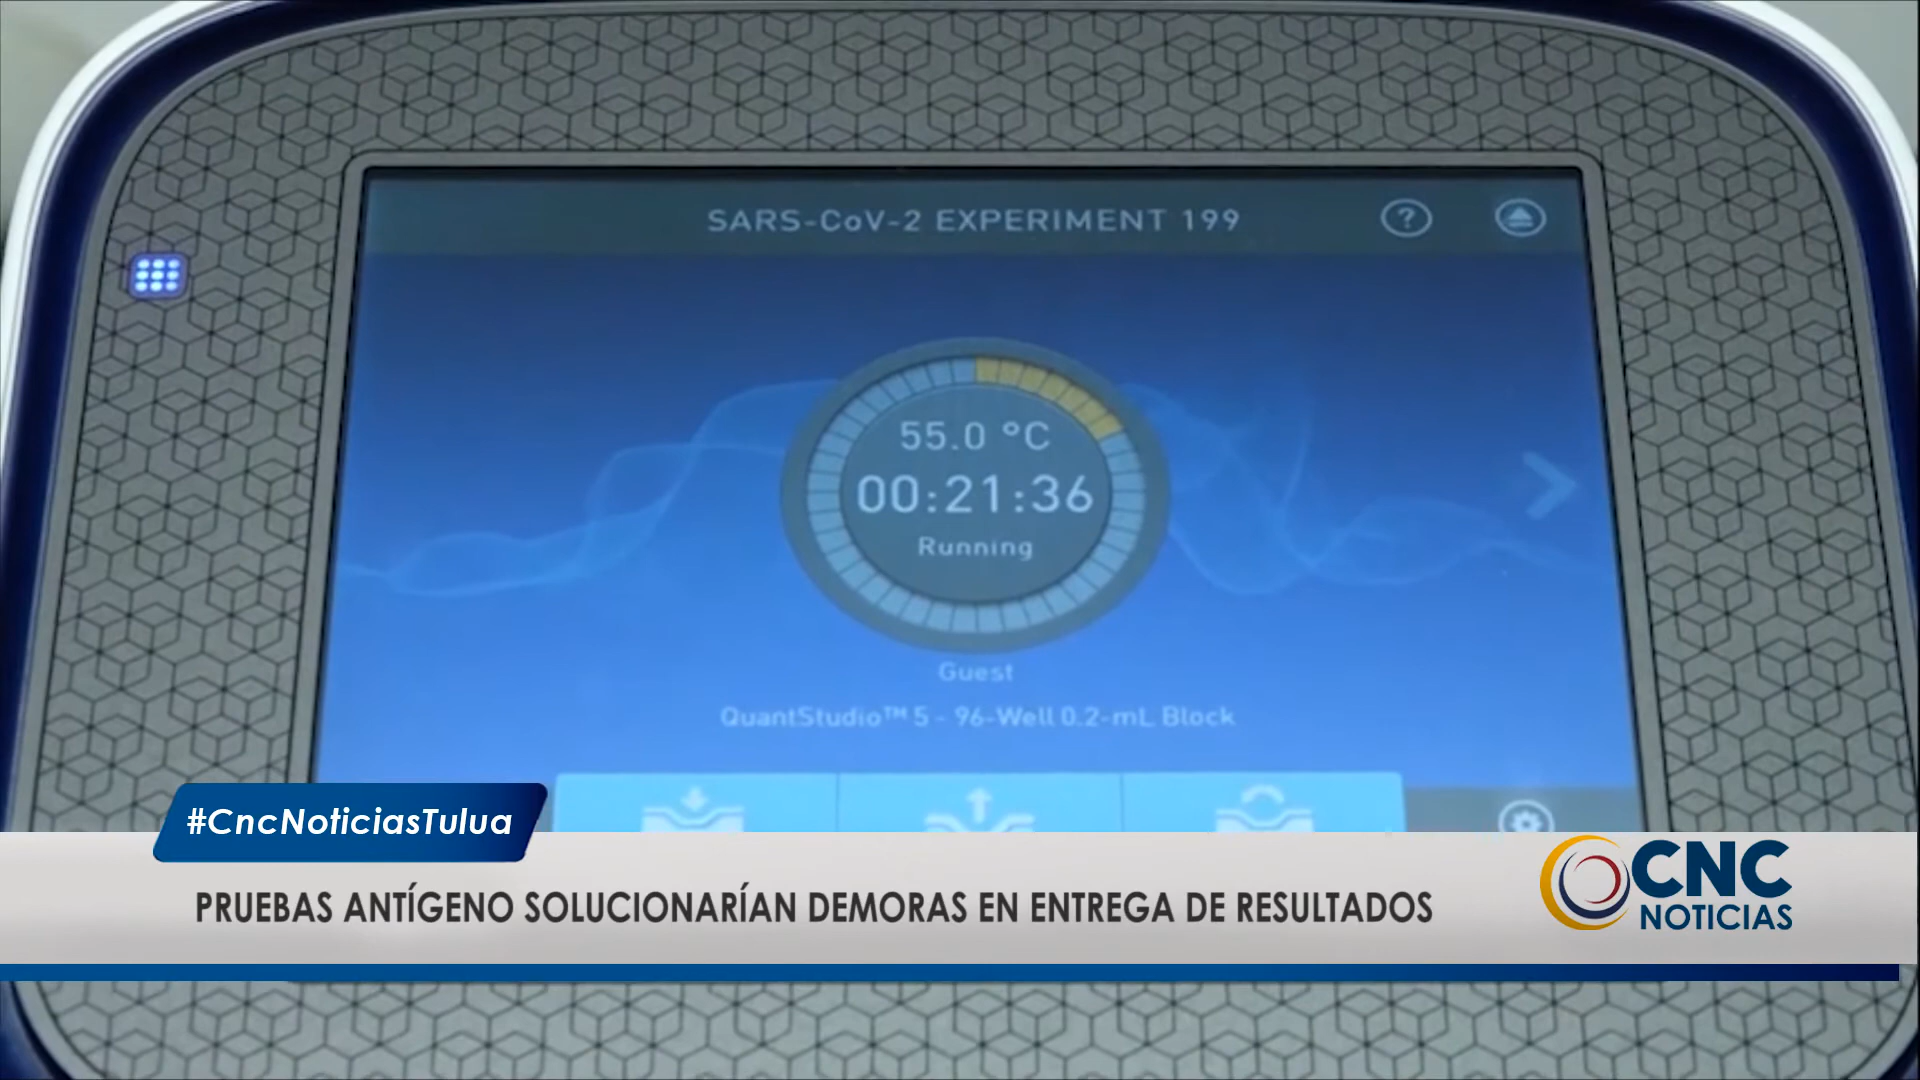 SARS-CoV-2 EXPERIMENT 199
?
55.0 °C
00:21:36
Running
Guest
QuantStudio™ 5 - 96-Well 0.2-mL Block
#CncNoticiasTulua
PRUEBAS ANTÍGENO SOLUCIONARÍAN DEMORAS EN ENTREGA DE RESULTADOS
CNC
NOTICIAS